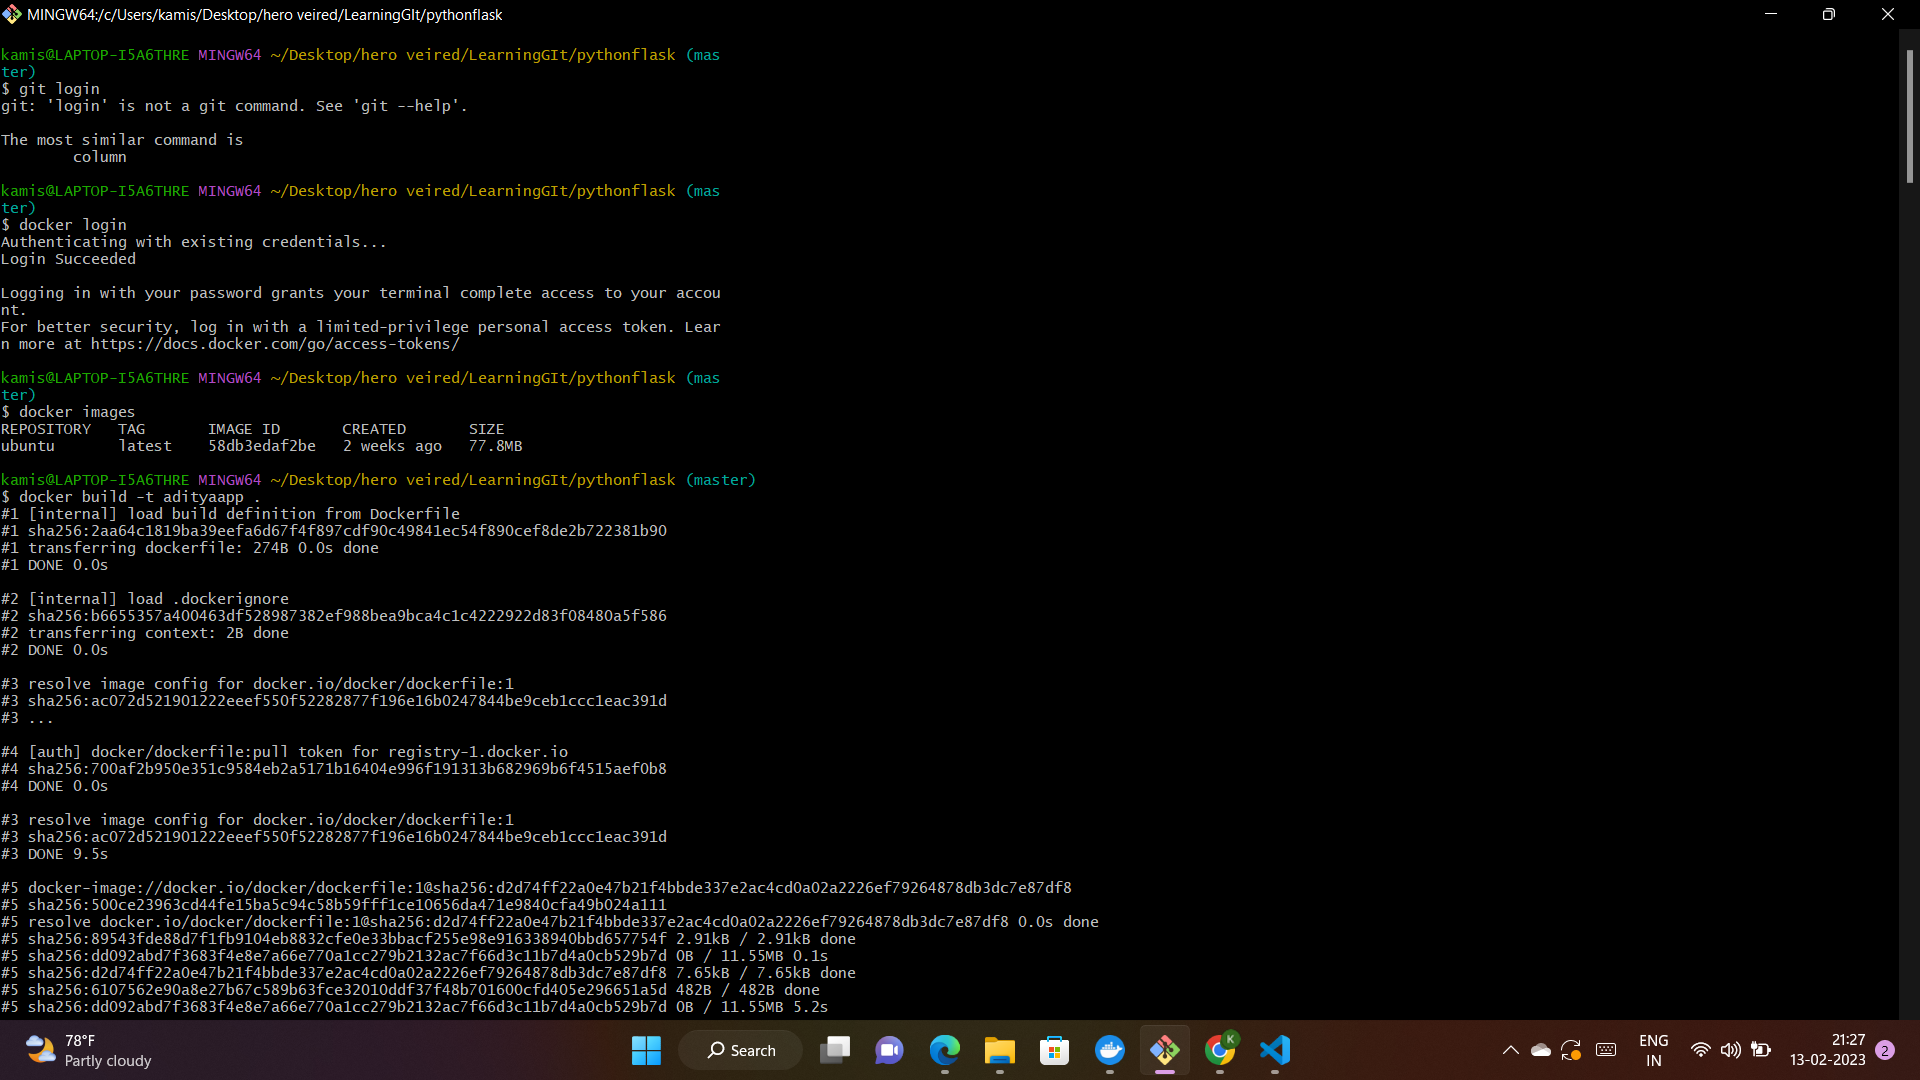 MINGW64:/c/Users/kamis/Desktop/hero veired/LearningGIt/pythonflask
kamis@LAPTOP-I5A6THRE MINGW64 ~/Desktop/hero veired/LearningGIt/pythonflask (mas
ter)
$ git login
git: 'login' is not a git command. See 'git --help'.
The most similar command is
column
kamis@LAPTOP-I5A6THRE MINGW64 ~/Desktop/hero veired/LearningGIt/pythonflask (mas
ter)
$ docker login
Authenticating with existing credentials...
Login Succeeded
Logging in with your password grants your terminal complete access to your accou
nt.
For better security, log in with a limited-privilege personal access token. Lear
n more at https://docs.docker.com/go/access-tokens/
kamis@LAPTOP-I5A6THRE MINGW64 ~/Desktop/hero veired/LearningGIt/pythonflask (mas
ter)
$ docker images
REPOSITORY   TAG       IMAGE ID       CREATED       SIZE
ubuntu       latest    58db3edaf2be   2 weeks ago   77.8MB
kamis@LAPTOP-I5A6THRE MINGW64 ~/Desktop/hero veired/LearningGIt/pythonflask (master)
$ docker build -t adityaapp .
#1 [internal] load build definition from Dockerfile
#1 sha256:2aa64c1819ba39eefa6d67f4f897cdf90c49841ec54f890cef8de2b722381b90
#1 transferring dockerfile: 274B 0.0s done
#1 DONE 0.0s
#2 [internal] load .dockerignore
#2 sha256:b6655357a400463df528987382ef988bea9bca4c1c4222922d83f08480a5f586
#2 transferring context: 2B done
#2 DONE 0.0s
#3 resolve image config for docker.io/docker/dockerfile:1
#3 sha256:ac072d521901222eeef550f52282877f196e16b0247844be9ceb1ccc1eac391d
#3 ...
#4 [auth] docker/dockerfile:pull token for registry-1.docker.io
#4 sha256:700af2b950e351c9584eb2a5171b16404e996f191313b682969b6f4515aef0b8
#4 DONE 0.0s
#3 resolve image config for docker.io/docker/dockerfile:1
#3 sha256:ac072d521901222eeef550f52282877f196e16b0247844be9ceb1ccc1eac391d
#3 DONE 9.5s
#5 docker-image://docker.io/docker/dockerfile:1@sha256:d2d74ff22a0e47b21f4bbde337e2ac4cd0a02a2226ef79264878db3dc7e87df8
#5 sha256:500ce23963cd44fe15ba5c94c58b59fff1ce10656da471e9840cfa49b024a111
#5 resolve docker.io/docker/dockerfile:1@sha256:d2d74ff22a0e47b21f4bbde337e2ac4cd0a02a2226ef79264878db3dc7e87df8 0.0s done
#5 sha256:89543fde88d7f1fb9104eb8832cfe0e33bbacf255e98e916338940bbd657754f 2.91kB / 2.91kB done
#5 sha256:dd092abd7f3683f4e8e7a66e770a1cc279b2132ac7f66d3c11b7d4a0cb529b7d 0B / 11.55MB 0.1s
#5 sha256:d2d74ff22a0e47b21f4bbde337e2ac4cd0a02a2226ef79264878db3dc7e87df8 7.65kB / 7.65kB done
#5 sha256:6107562e90a8e27b67c589b63fce32010ddf37f48b701600cfd405e296651a5d 482B / 482B done
#5 sha256:dd092abd7f3683f4e8e7a66e770a1cc279b2132ac7f66d3c11b7d4a0cb529b7d 0B / 11.55MB 5.2s
78°F
Partly cloudy
Search
K
ENG
IN
21:27
13-02-2023
2